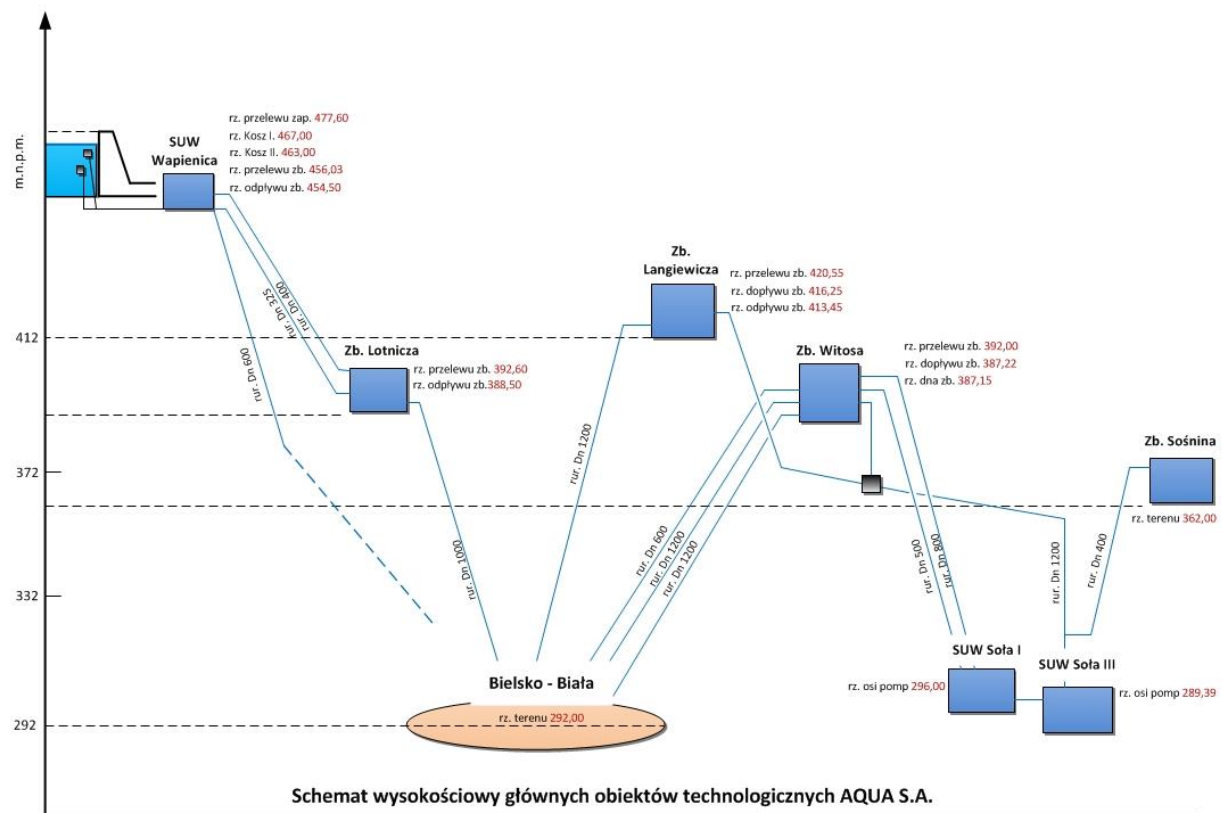 m.n.p.m.
412
372
332
292
SUW
Wapienica
rz. przelewu zap. 477,60
rz. Kosz I. 467,00
rz. Kosz II. 463,00
rz. przelewu zb. 456,03
rz. odpływu zb. 454,50
rur. Dn 400
rur. Dn 325
rur. Dn 600
Zb. Lotnicza
rz. przelewu zb. 392,60
rz. odpływu zb.388,50
rur. Dn 1000
Zb.
Langiewicza
rz. przelewu zb. 420,55
rz. dopływu zb. 416,25
rz. odpływu zb. 413,45
rur. Dn 1200
Zb. Witosa
rz. przelewu zb. 392,00
rz. dopływu zb. 387,22
rz. dna zb. 387,15
rur. Dn 600
rur. Dn 1200
rur. Dn 1200
rur. Dn 500
rur. Dn 800
Zb. Sośnina
rz. terenu 362,00
rur. Dn 1200
rur. Dn 400
SUW Soła I
rz. osi pomp 296,00
SUW Soła III
rz. osi pomp 289,39
Bielsko - Biała
rz. terenu 292,00
Schemat wysokościowy głównych obiektów technologicznych AQUA S.A.